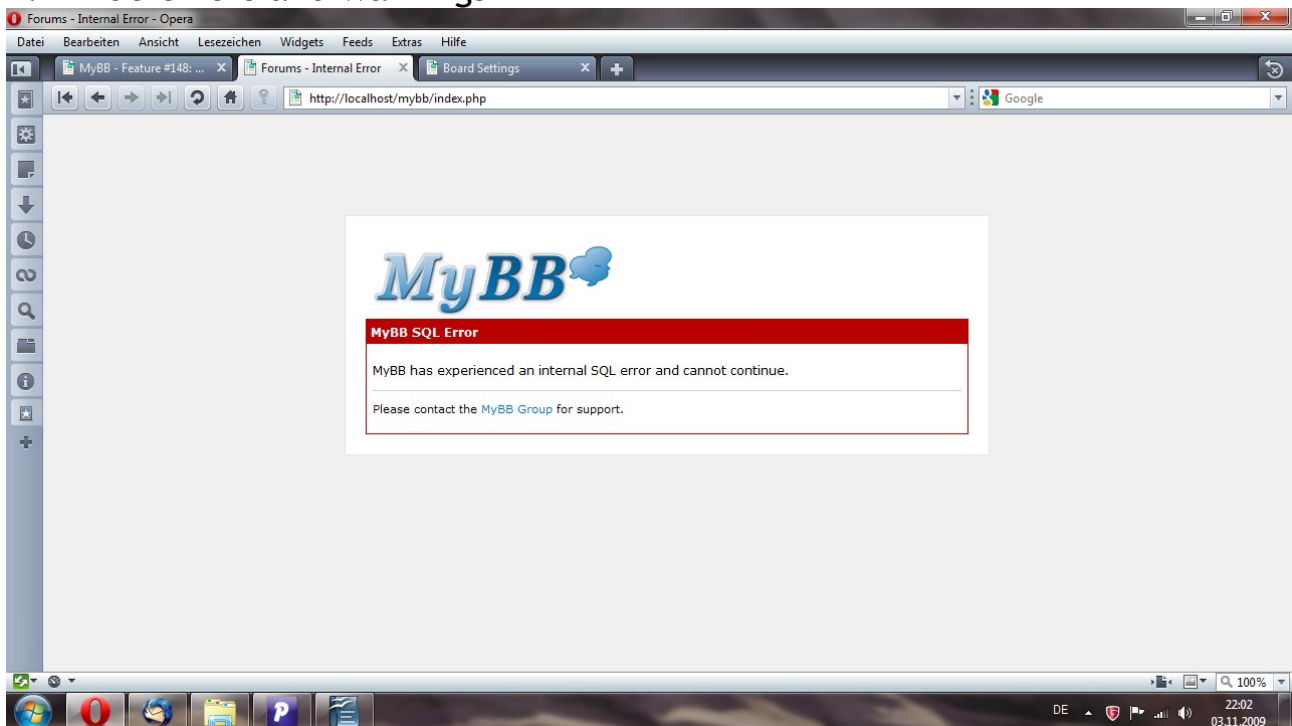 Forums - Internal Error - Opera
Datei Bearbeiten Ansicht Lesezeichen Widgets Feeds Extras Hilfe
MyBB - Feature #148: ... Forums - Internal Error Board Settings
http://localhost/mybb/index.php Google
MyBB
MyBB SQL Error
MyBB has experienced an internal SQL error and cannot continue.
Please contact the MyBB Group for support.
100%
DE 22:02
03.11.2009